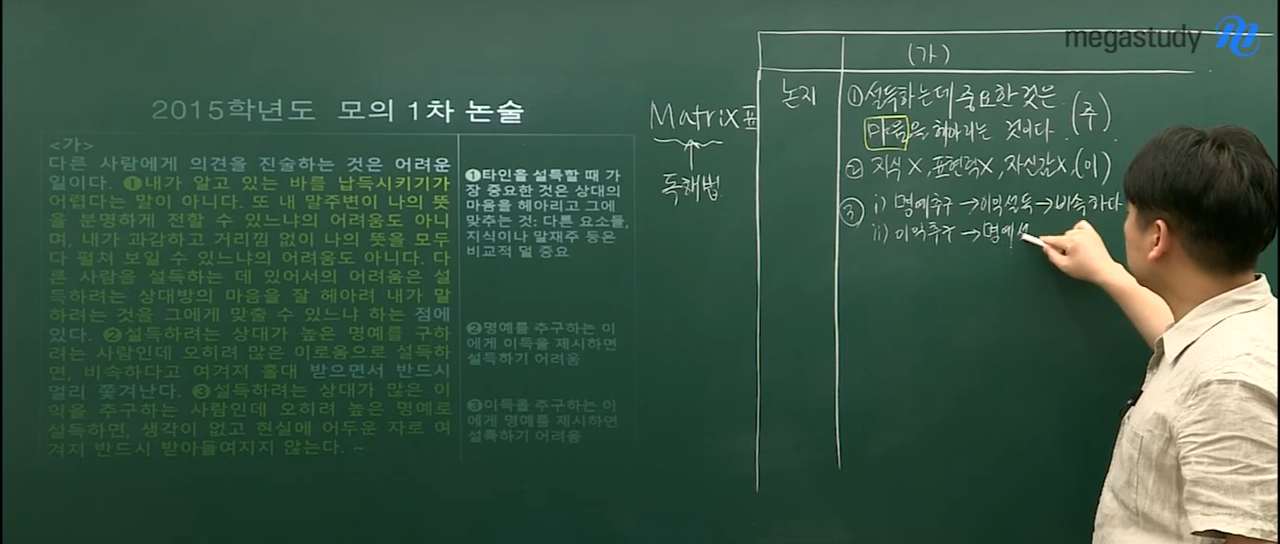 megastudy
2015학년도 모의 1차 논술
<가>
다른 사람에게 의견을 진술하는 것은 어려운
일이다. ❶내가 알고 있는 바를 납득시키기가
어렵다는 말이 아니다. 또 내 말주변이 나의 뜻
을 분명하게 전할 수 있느냐의 어려움도 아니
며, 내가 과감하고 거리낌 없이 나의 뜻을 모두
다 펼쳐 보일 수 있느냐의 어려움도 아니다. 다
른 사람을 설득하는 데 있어서의 어려움은 설
득하려는 상대방의 마음을 잘 헤아려 내가 말
하려는 것을 그에게 맞출 수 있느냐 하는 점에
있다. ❷설득하려는 상대가 높은 명예를 구하
려는 사람인데 오히려 많은 이로움으로 설득하
면, 비속하다고 여겨져 홀대 받으면서 반드시
멀리 쫓겨난다. ❸설득하려는 상대가 많은 이
익을 추구하는 사람인데 오히려 높은 명예로
설득하면, 생각이 없고 현실에 어두운 자로 여
겨져 반드시 받아들여지지 않는다. ~
❶타인을 설득할 때 가
장 중요한 것은 상대의
마음을 헤아리고 그에
맞추는 것: 다른 요소들,
지식이나 말재주 등은
비교적 덜 중요
❷명예를 추구하는 이
에게 이득을 제시하면
설득하기 어려움
❸이득을 추구하는 이
에게 명예를 제시하면
설득하기 어려움
Matrix표
독해법
(가)
논지
① 설득하는데 중요한 것은
마음을 헤아리는 것이다. (주)
② 지식X, 표현력X, 자신감X, (이)
③ i) 명예추구 → 이익설득 → 비속하다
ii) 이익추구 → 명예설